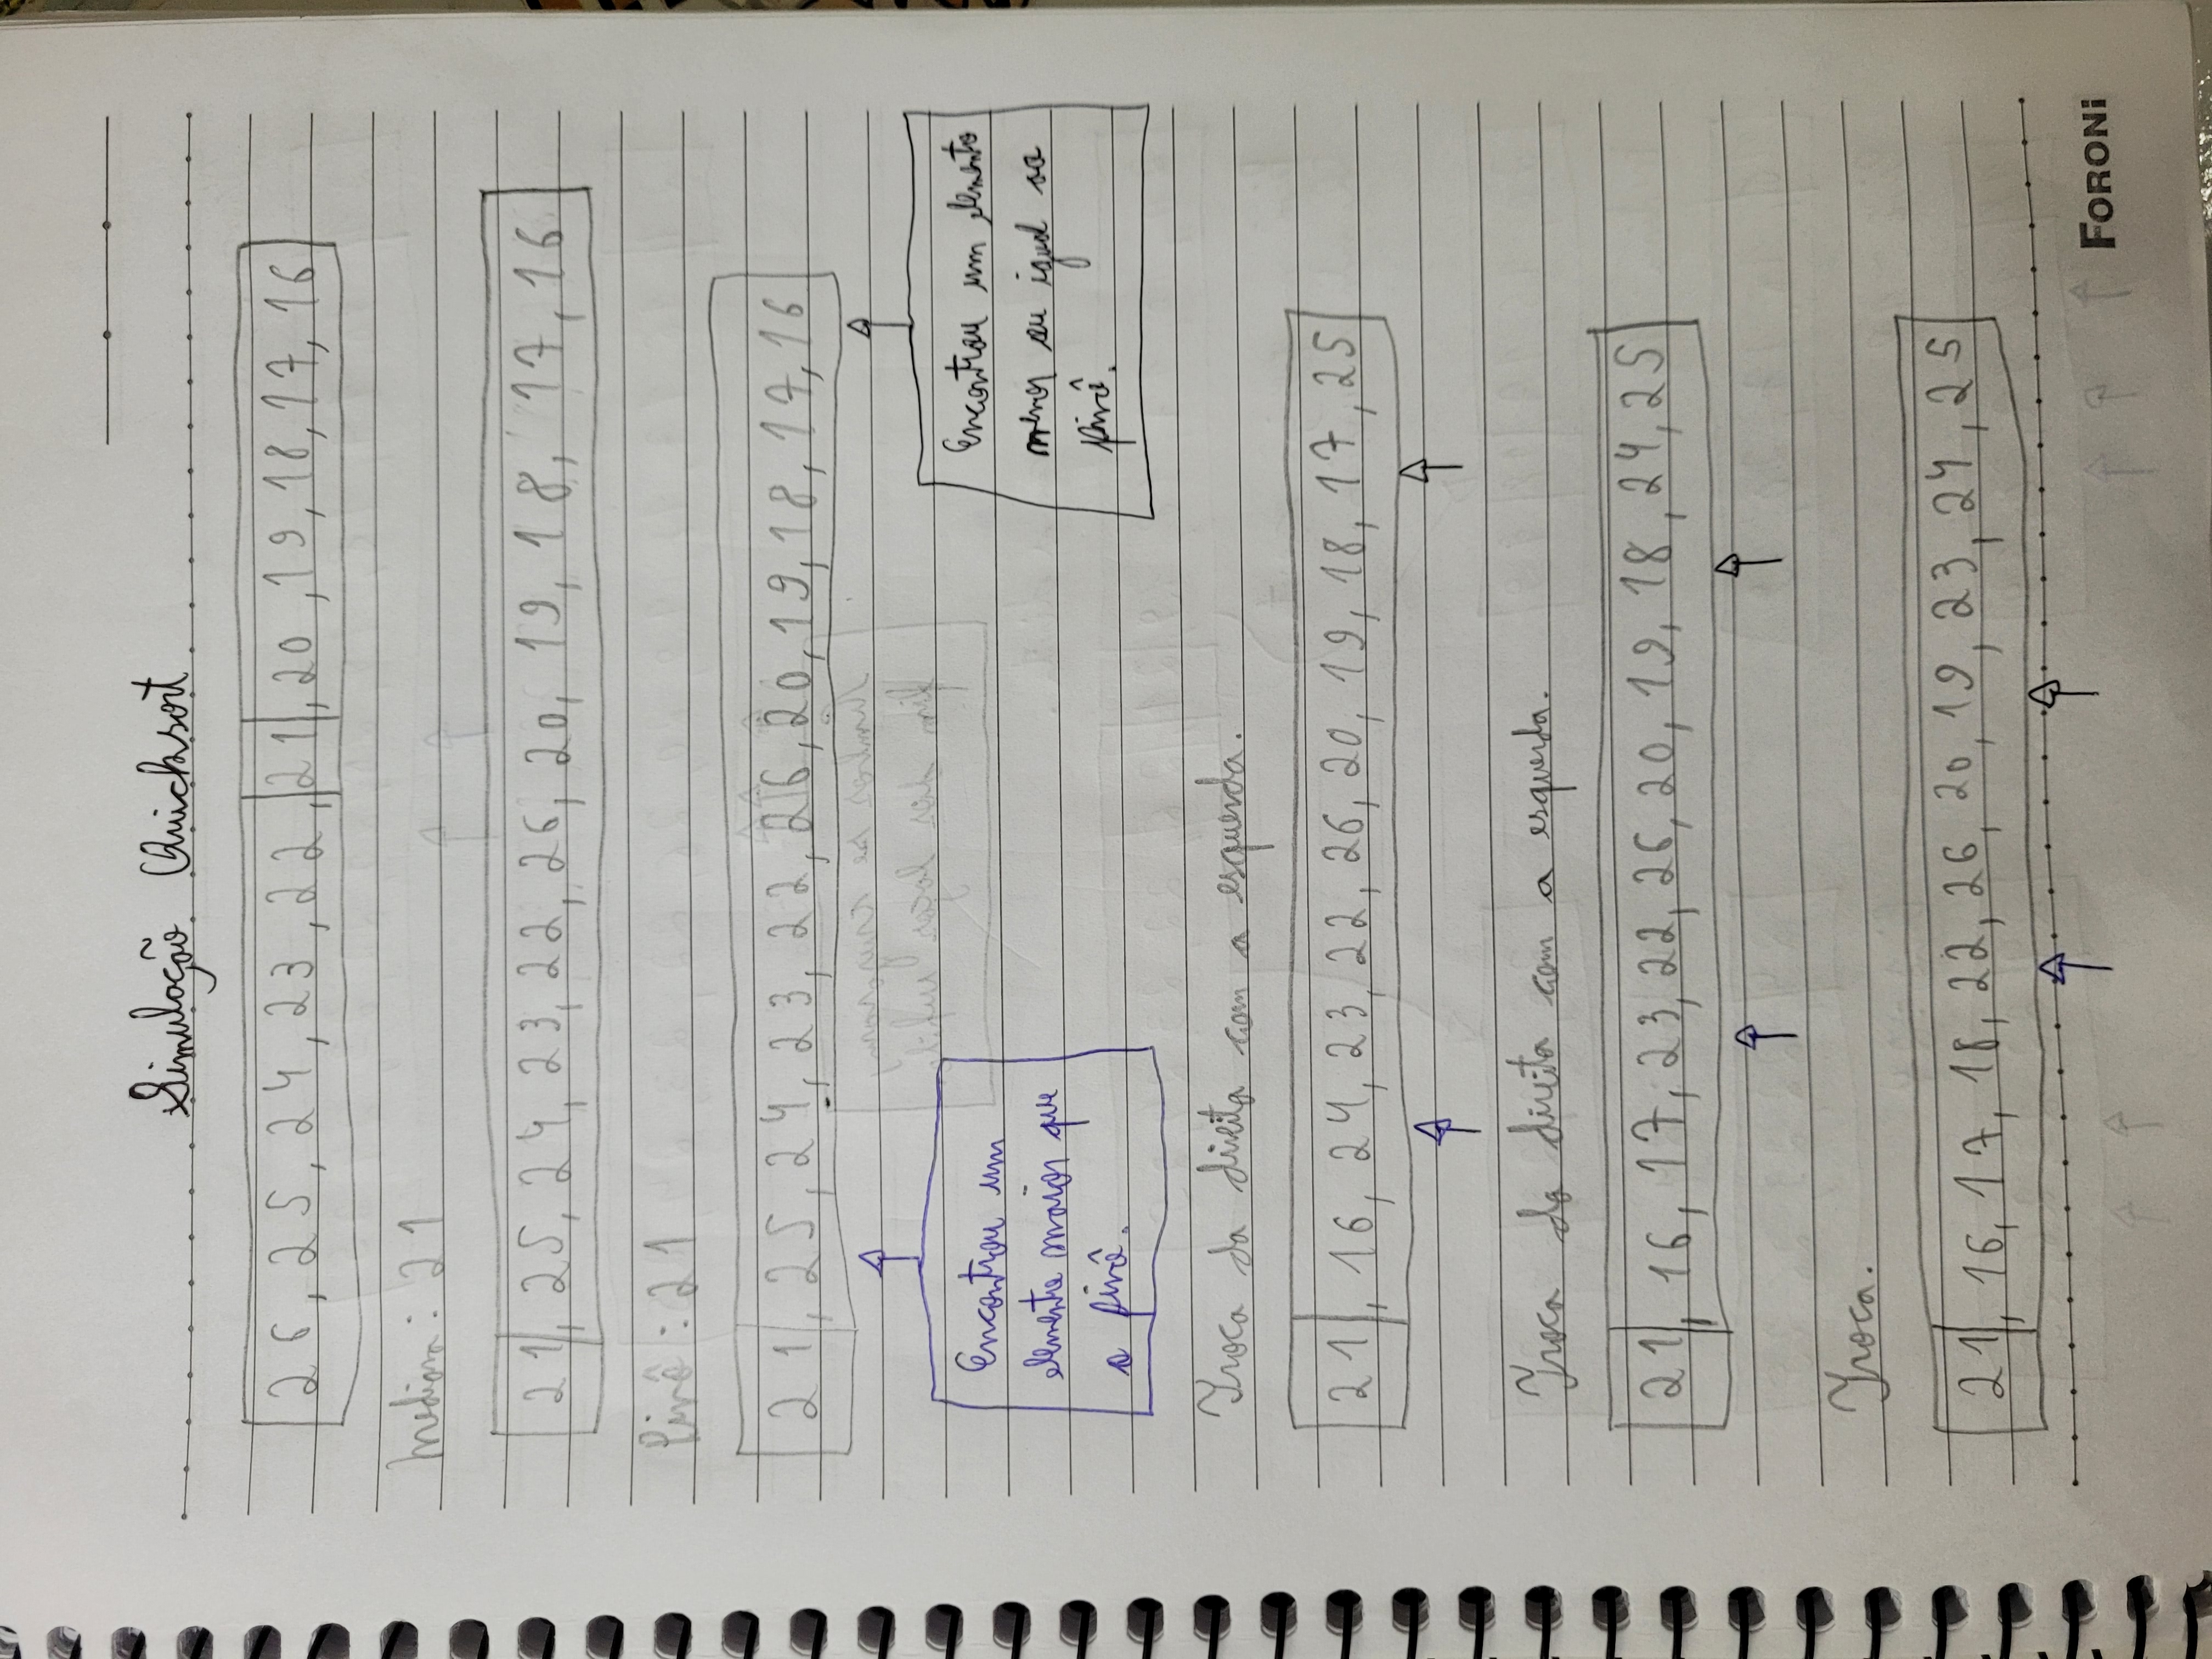 Simulação Quicksort
26, 25, 24, 23, 22, 21, 20, 19, 18, 17, 16
Mediana: 21
21, 25, 24, 23, 22, 26, 20, 19, 18, 17, 16
Pivô: 21
21, 25, 24, 23, 22, 26, 20, 19, 18, 17, 16
Encontrou um
elemento maior que
o pivô.
Encontrou um elemento
menor ou igual ao
pivô.
Troca da direita com a esquerda.
21, 16, 24, 23, 22, 26, 20, 19, 18, 17, 25
Troca da direita com a esquerda.
21, 16, 17, 23, 22, 26, 20, 19, 18, 24, 25
Troca.
21, 16, 17, 18, 22, 26, 20, 19, 23, 24, 25
FORONI